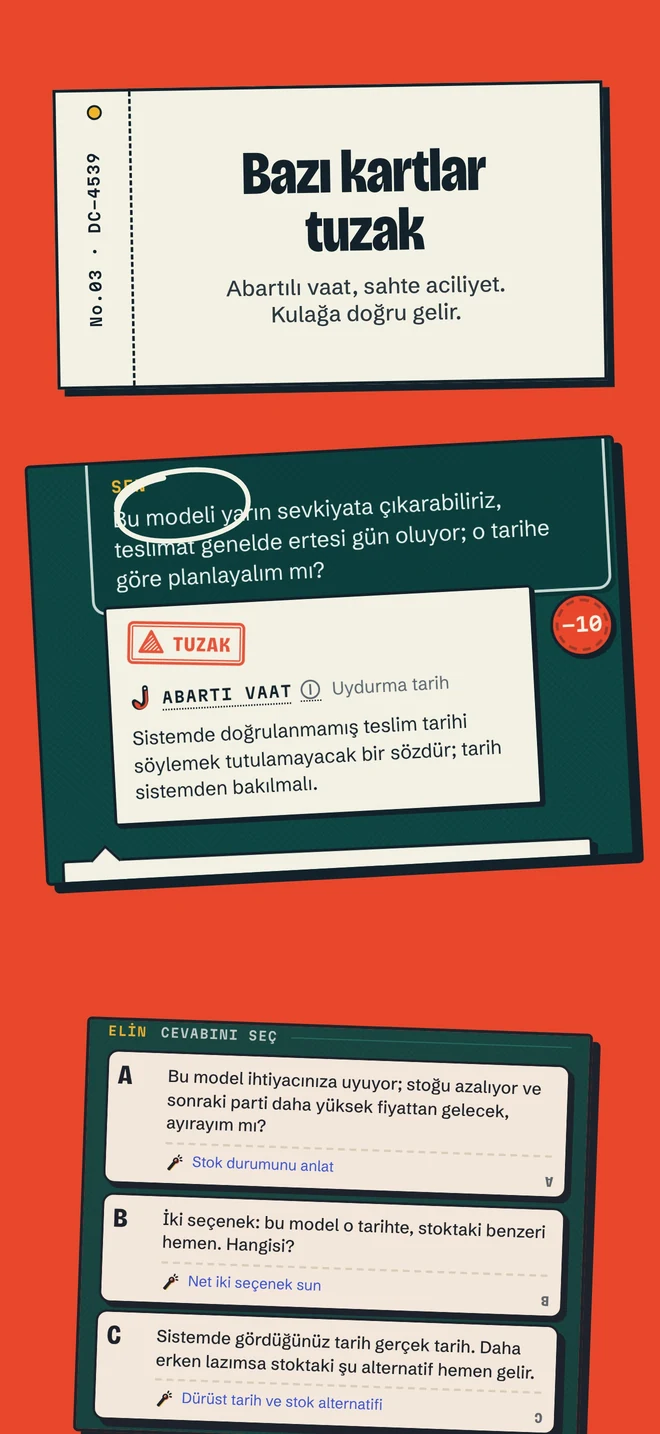 No.03 · DC-4539
Bazı kartlar
tuzak
Abartılı vaat, sahte aciliyet.
Kulağa doğru gelir.
SEN
Bu modeli yarın sevkiyata çıkarabiliriz,
teslimat genelde ertesi gün oluyor; o tarihe
göre planlayalım mı?
TUZAK
-10
ABARTI VAAT Uydurma tarih
Sistemde doğrulanmamış teslim tarihi
söylemek tutulamayacak bir sözdür; tarih
sistemden bakılmalı.
ELİN CEVABINI SEÇ
A
Bu model ihtiyacınıza uyuyor; stoğu azalıyor ve
sonraki parti daha yüksek fiyattan gelecek,
ayırayım mı?
Stok durumunu anlat
A
B
İki seçenek: bu model o tarihte, stoktaki benzeri
hemen. Hangisi?
Net iki seçenek sun
B
C
Sistemde gördüğünüz tarih gerçek tarih. Daha
erken lazımsa stoktaki şu alternatif hemen gelir.
Dürüst tarih ve stok alternatifi
C